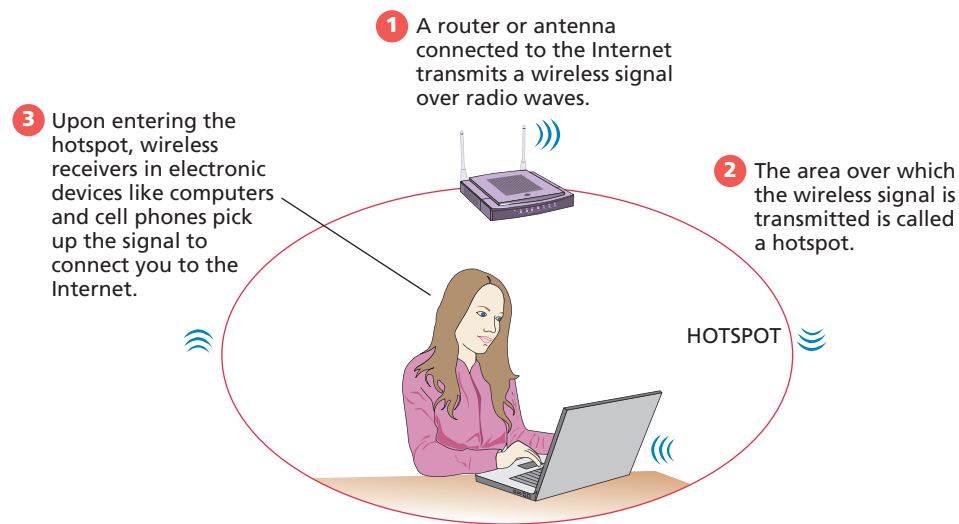 1 A router or antenna
connected to the Internet
transmits a wireless signal
over radio waves.
2 The area over which
the wireless signal is
transmitted is called
a hotspot.
3 Upon entering the
hotspot, wireless
receivers in electronic
devices like computers
and cell phones pick
up the signal to
connect you to the
Internet.
HOTSPOT